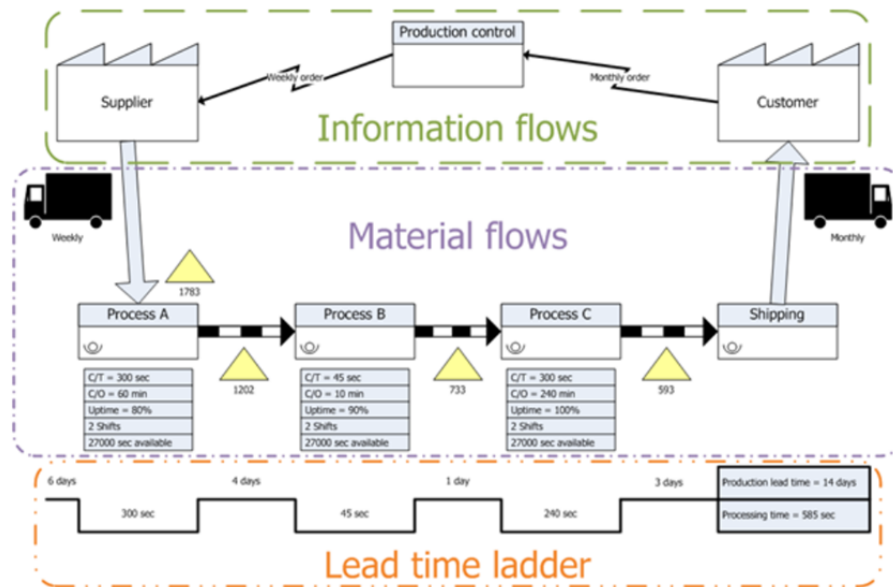 Production control
Supplier
Weekly order
Monthly order
Customer
Information flows
Weekly
Material flows
Monthly
1783
Process A
Process B
Process C
Shipping
1202
733
593
C/T = 300 sec
C/O = 60 min
Uptime = 80%
2 Shifts
27000 sec available
C/T = 45 sec
C/O = 10 min
Uptime = 90%
2 Shifts
27000 sec available
C/T = 300 sec
C/O = 240 min
Uptime = 100%
2 Shifts
27000 sec available
6 days
4 days
1 day
3 days
Production lead time = 14 days
300 sec
45 sec
240 sec
Processing time = 585 sec
Lead time ladder